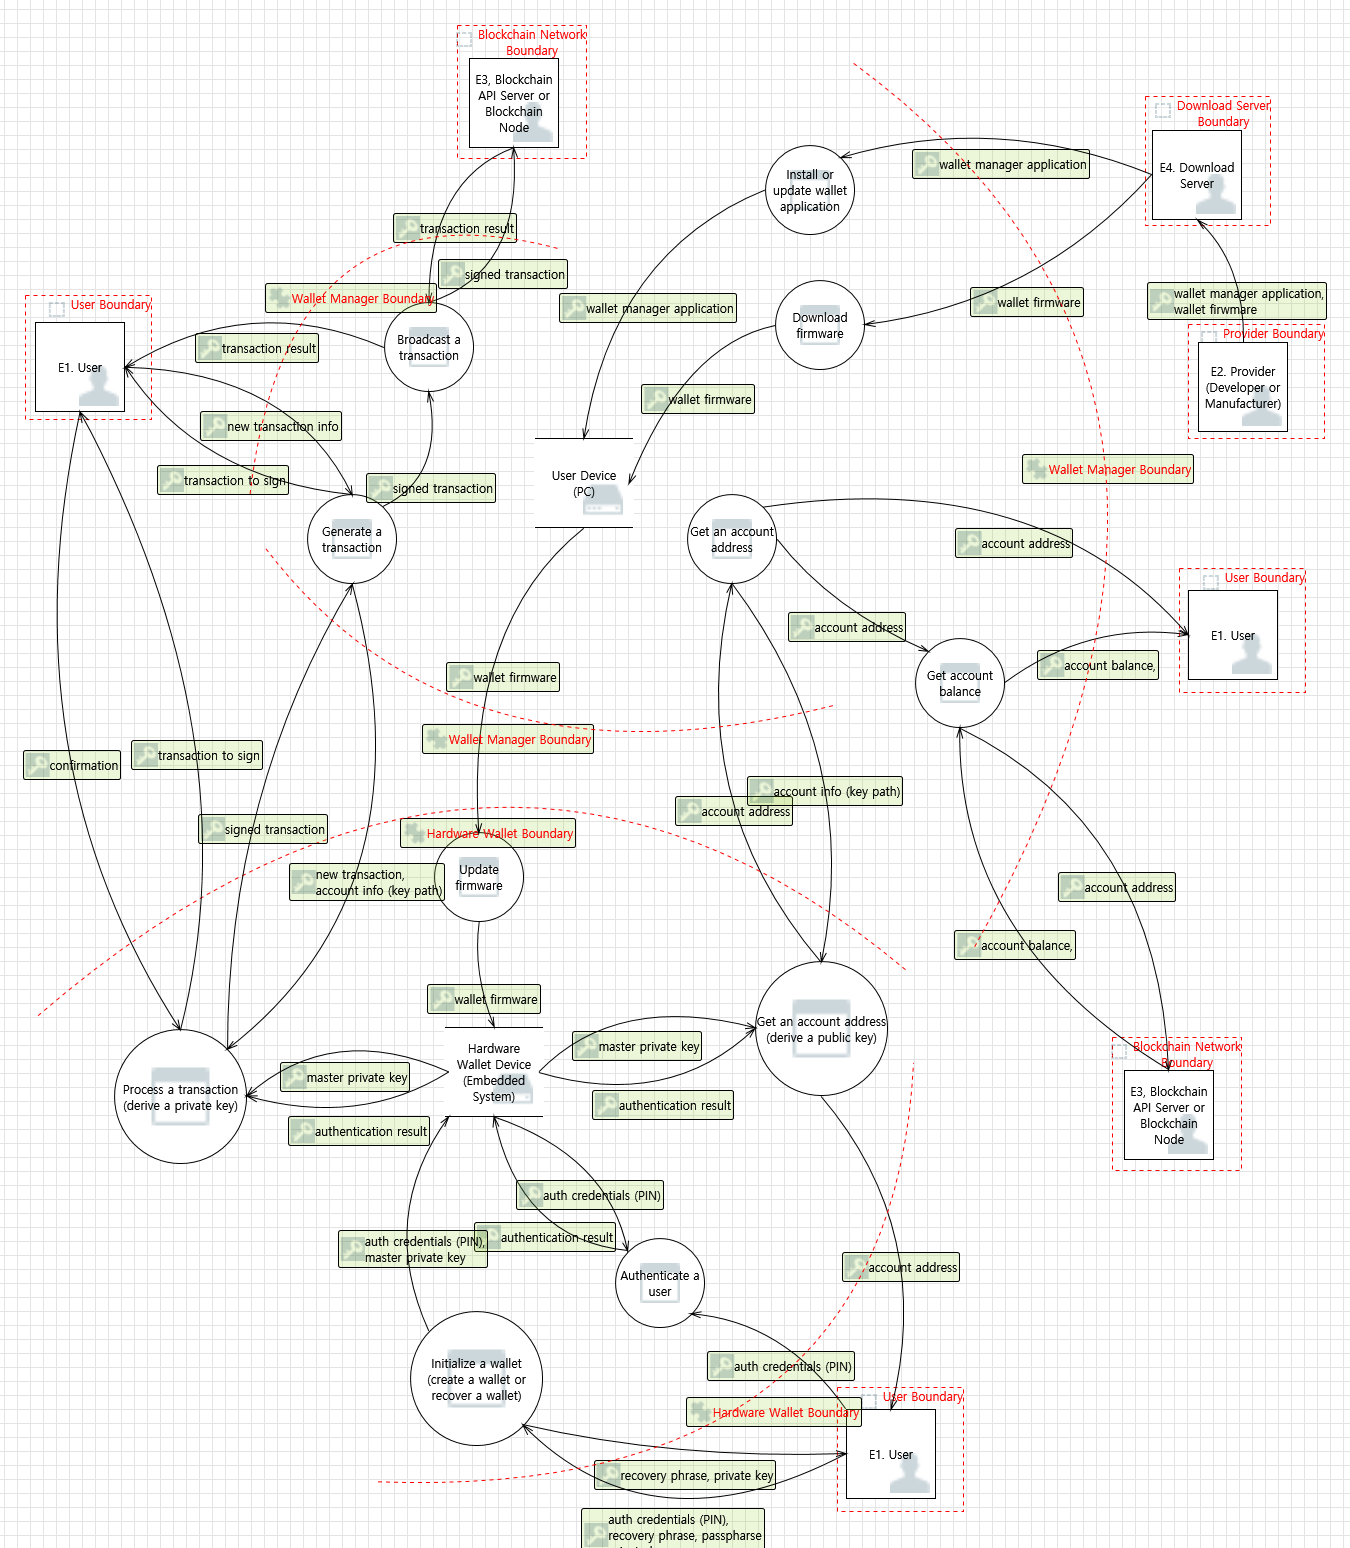 Blockchain Network
Boundary
E3, Blockchain
API Server or
Blockchain
Node
Download Server
Boundary
E4. Download
Server
wallet manager application
Install or
update wallet
application
transaction result
signed transaction
Wallet Manager Boundary
wallet manager application
wallet firmware
wallet manager application,
wallet firwmare
User Boundary
E1. User
transaction result
Broadcast a
transaction
Download
firmware
Provider Boundary
E2. Provider
(Developer or
Manufacturer)
new transaction info
wallet firmware
transaction to sign
signed transaction
User Device
(PC)
Wallet Manager Boundary
Generate a
transaction
Get an account
address
account address
User Boundary
E1. User
account address
account balance,
Get account
balance
wallet firmware
Wallet Manager Boundary
confirmation
transaction to sign
account info (key path)
account address
signed transaction
Hardware Wallet Boundary
new transaction,
account info (key path)
Update
firmware
account address
account balance,
wallet firmware
Get an account address
(derive a public key)
master private key
Hardware
Wallet Device
(Embedded
System)
master private key
Process a transaction
(derive a private key)
authentication result
authentication result
Blockchain Network
Boundary
E3, Blockchain
API Server or
Blockchain
Node
auth credentials (PIN)
authentication result
auth credentials (PIN),
master private key
Authenticate a
user
account address
Initialize a wallet
(create a wallet or
recover a wallet)
auth credentials (PIN)
Hardware Wallet Boundary
User Boundary
E1. User
recovery phrase, private key
auth credentials (PIN),
recovery phrase, passpharse